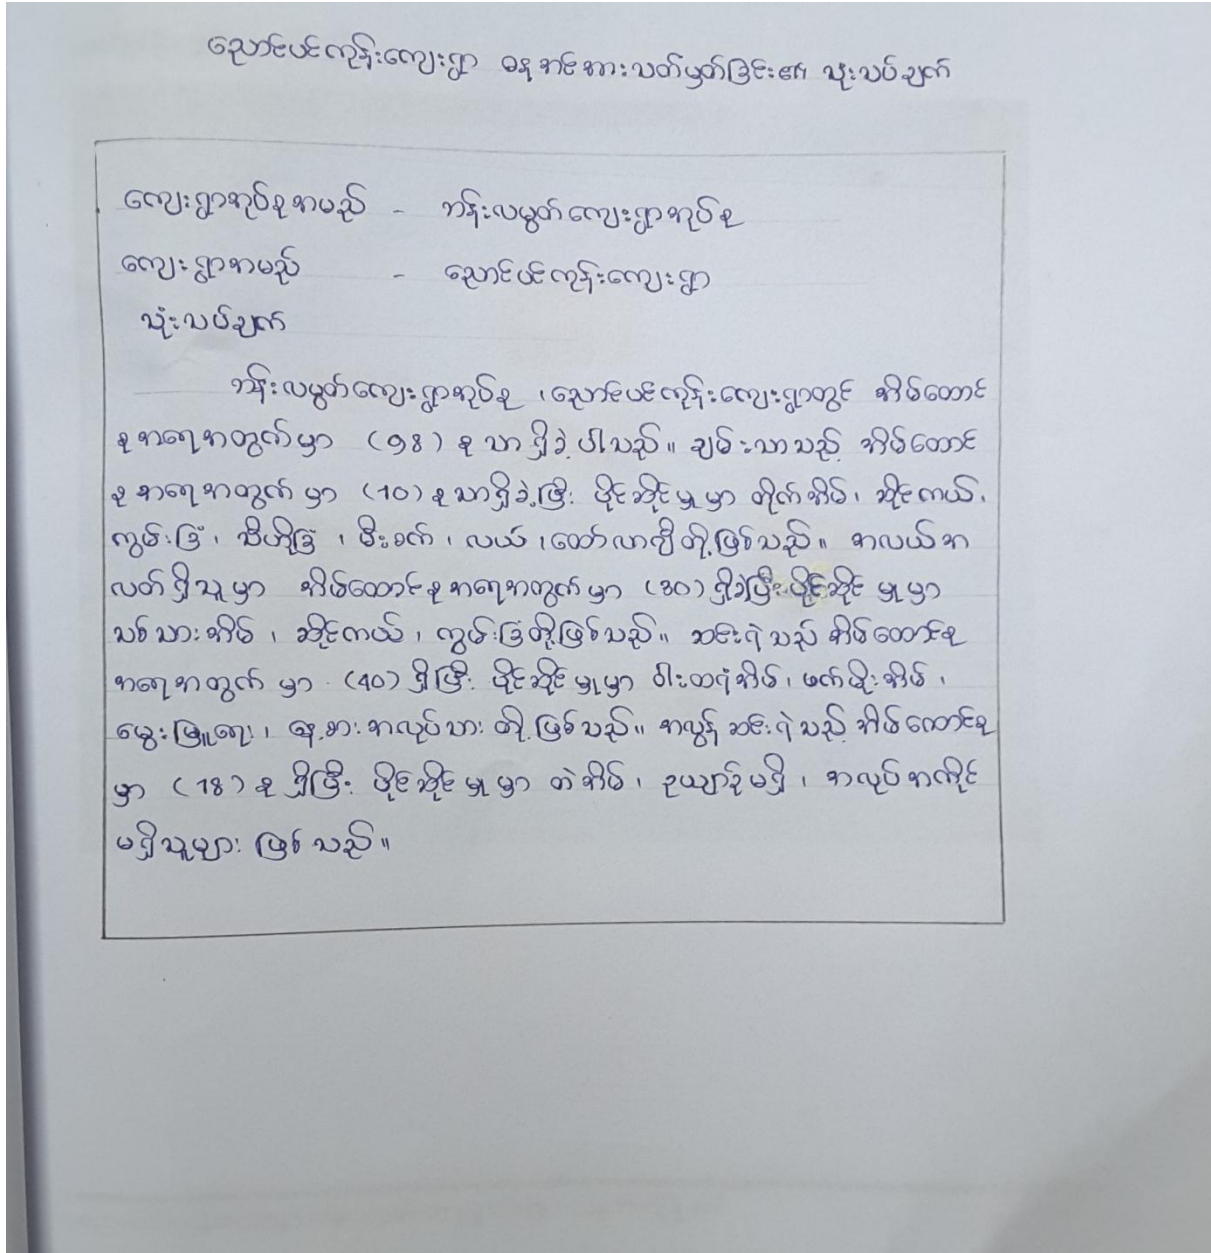 ညောင်ပင်ကုန်းကျေးရွာ ဓနအင်အားသတ်မှတ်ခြင်း၏ သုံးသပ်ချက်
ကျေးရွာအုပ်စုအမည် - ဘန်းလမွတ်ကျေးရွာအုပ်စု
ကျေးရွာအမည် - ညောင်ပင်ကုန်းကျေးရွာ
သုံးသပ်ချက်
ဘန်းလမွတ်ကျေးရွာအုပ်စု ၊ ညောင်ပင်ကုန်းကျေးရွာတွင် အိမ်ထောင်
စုအရေအတွက်မှာ (98) စုသာ ရှိခဲ့ပါသည်။ ချမ်းသာသည့် အိမ်ထောင်
စုအရေအတွက်မှာ (10) စုသာရှိခဲ့ပြီး ပိုင်ဆိုင်မှုမှာ တိုက်အိမ်၊ ဆိုင်ကယ်၊
ကွမ်းခြံ ၊ သီဟိုခြံ ၊ မီးစက် ၊ လယ် ၊ ထော်လာဂျီတို့ဖြစ်သည်။ အလယ်အ
လတ်ရှိသူမှာ အိမ်ထောင်စုအရေအတွက်မှာ (30) ရှိခဲ့ပြီး ပိုင်ဆိုင်မှုမှာ
သစ်သားအိမ် ၊ ဆိုင်ကယ် ၊ ကွမ်းခြံတို့ဖြစ်သည်။ ဆင်းရဲသည့် အိမ်ထောင်စု
အရေအတွက်မှာ (40) ရှိပြီး ပိုင်ဆိုင်မှုမှာ ဝါးထရံအိမ် ၊ ဖက်မိုးအိမ် ၊
မွေးမြူရေး ၊ နေ့စားအလုပ်သားတို့ဖြစ်သည်။ အလွန်ဆင်းရဲသည့် အိမ်ထောင်စု
မှာ (18) စု ရှိပြီး ပိုင်ဆိုင်မှုမှာ တဲအိမ် ၊ ဥယျာဉ်မရှိ ၊ အလုပ်အကိုင်
မရှိသူများ ဖြစ်သည်။